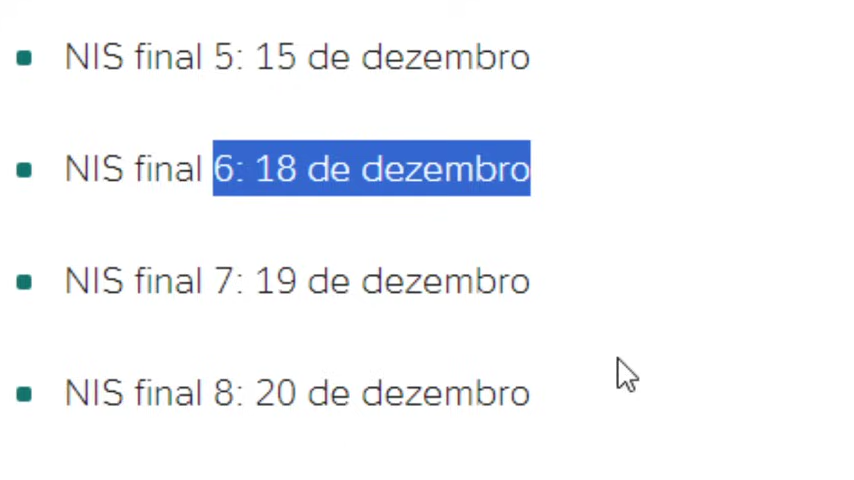 NIS final 5: 15 de dezembro
NIS final 6: 18 de dezembro
NIS final 7: 19 de dezembro
NIS final 8: 20 de dezembro